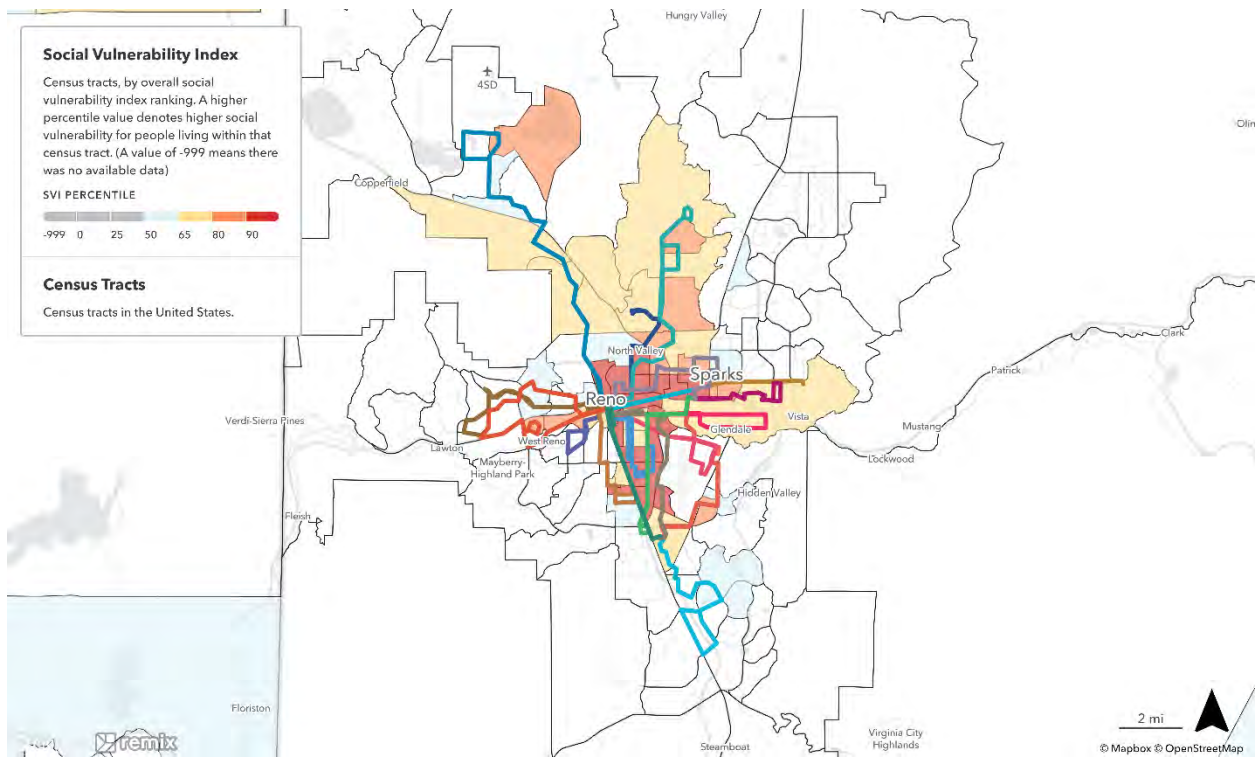 Social Vulnerability Index
Census tracts, by overall social
vulnerability index ranking. A higher
percentile value denotes higher social
vulnerability for people living within that
census tract. (A value of -999 means there
was no available data)
SVI PERCENTILE
-999 0 25 50 65 80 90
Census Tracts
Census tracts in the United States.
Hungry Valley
4SD
Copperfield
Clark
North Valley
Patrick
Sparks
Reno
Verdi-Sierra Pines
Vista
Glendale
Mustang
West Reno
Lawton
Lockwood
Mayberry-
Highland Park
Hidden Valley
Fleish
Floriston
2 mi
remix
Steamboat
Virginia City
Highlands
© Mapbox © OpenStreetMap